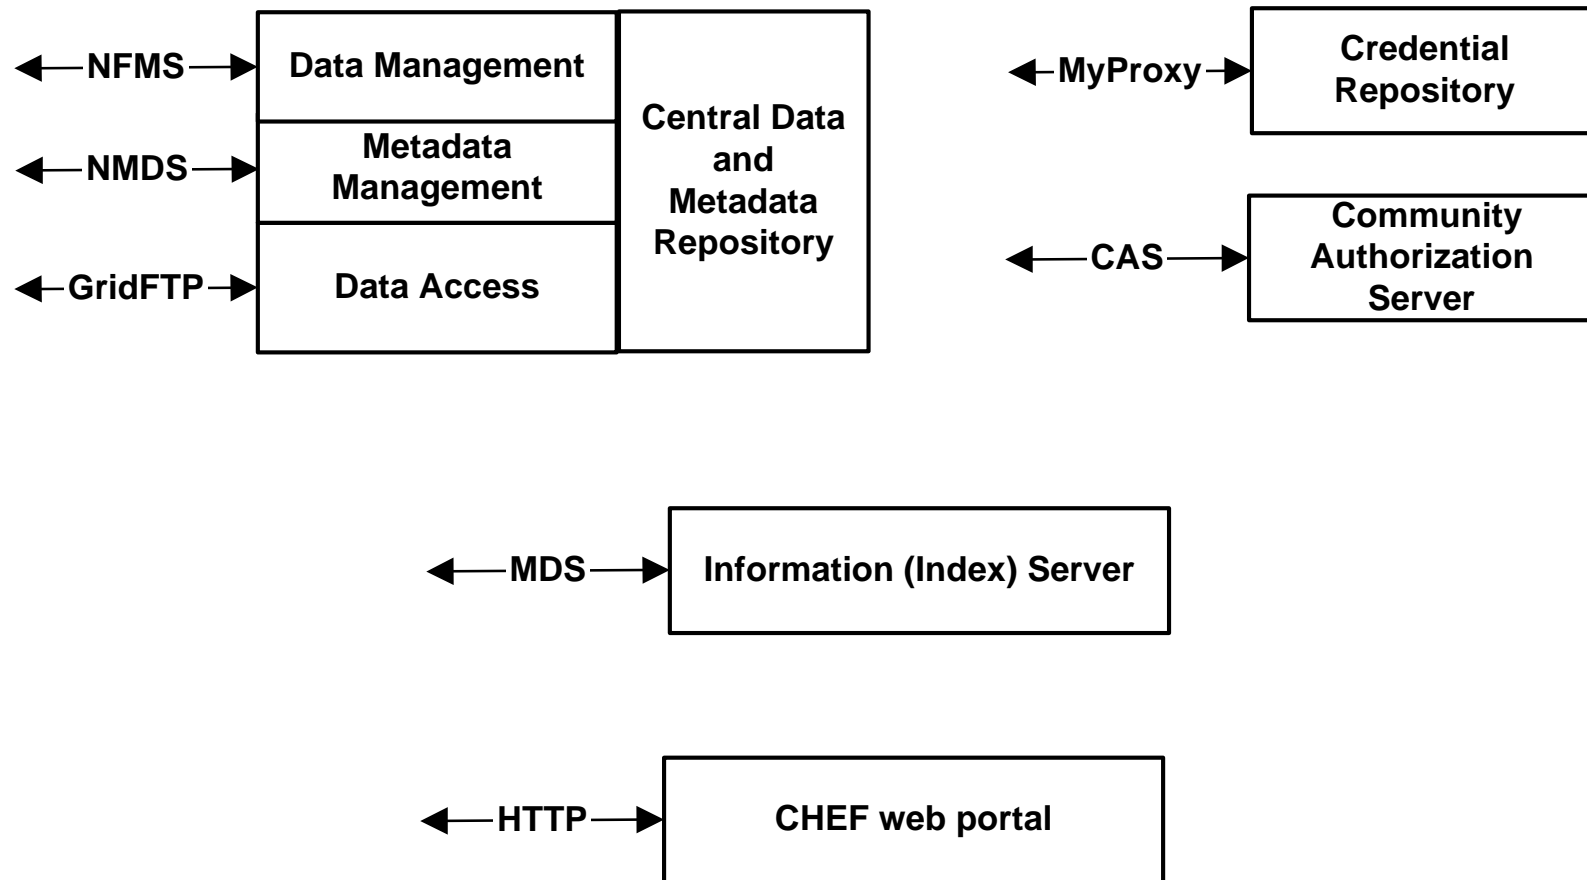 NFMS
Data Management
NMDS
Metadata
Management
GridFTP
Data Access
Central Data
and
Metadata
Repository
MyProxy
Credential
Repository
CAS
Community
Authorization
Server
MDS
Information (Index) Server
HTTP
CHEF web portal